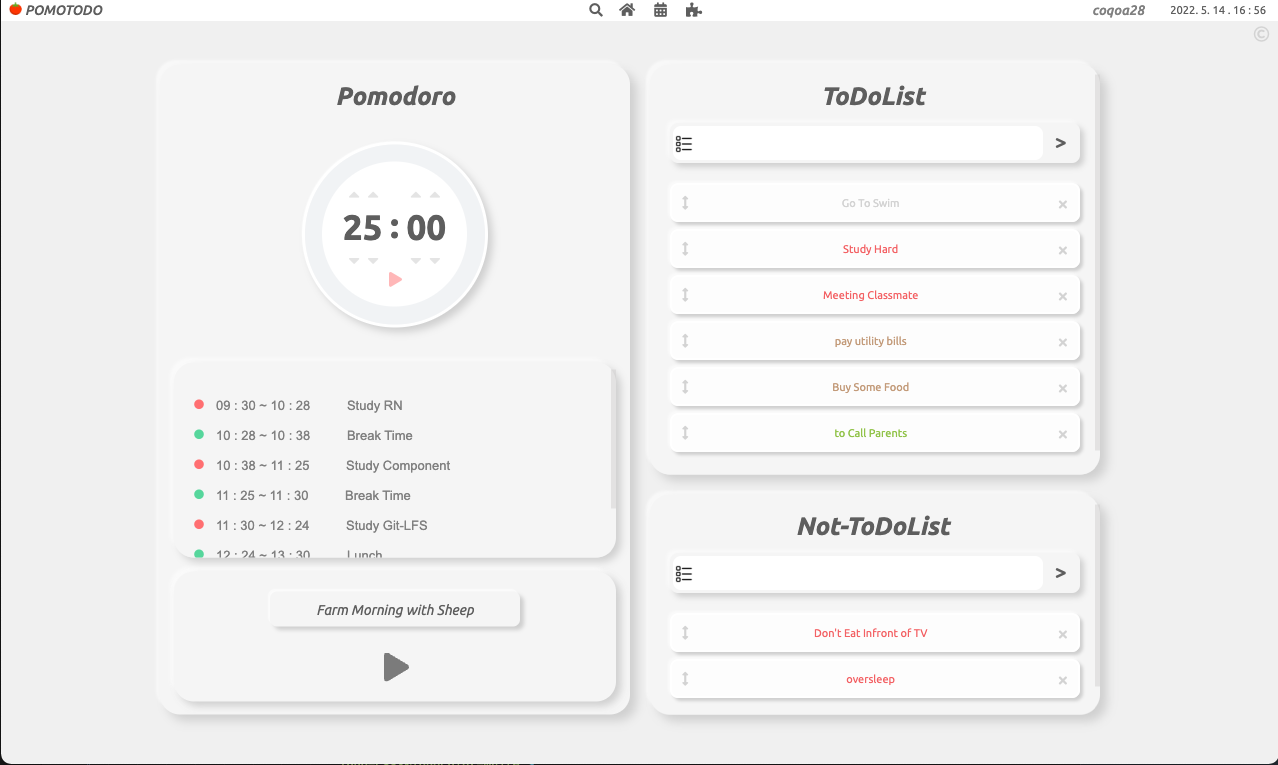 POMOTODO
coqoa28
2022. 5. 14 . 16 : 56
©
Pomodoro
25 : 00
09 : 30 ~ 10 : 28 Study RN
10 : 28 ~ 10 : 38 Break Time
10 : 38 ~ 11 : 25 Study Component
11 : 25 ~ 11 : 30 Break Time
11 : 30 ~ 12 : 24 Study Git-LFS
12 : 24 ~ 13 : 30 Lunch
Farm Morning with Sheep
ToDoList
>
Go To Swim
Study Hard
Meeting Classmate
pay utility bills
Buy Some Food
to Call Parents
Not-ToDoList
>
Don't Eat Infront of TV
oversleep